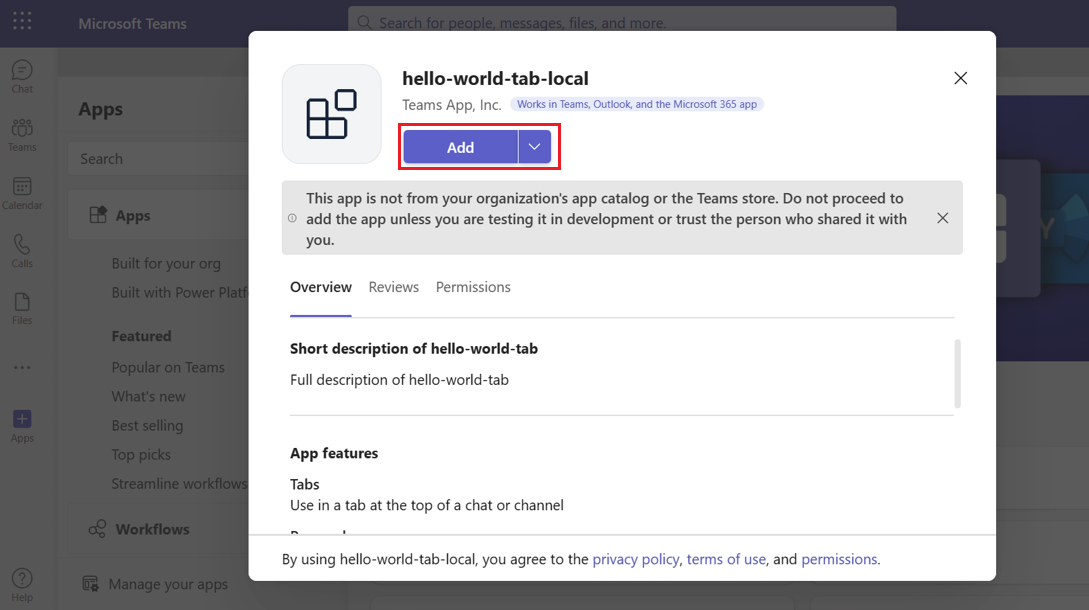 Microsoft Teams
Search for people, messages, files, and more.
Chat
Teams
Calendar
Calls
Files
Apps
Help
Apps
Search
Apps
Built for your org
Built with Power Platf
Featured
Popular on Teams
What's new
Best selling
Top picks
Streamline workflows
Workflows
Manage your apps
hello-world-tab-local
Teams App, Inc. Works in Teams, Outlook, and the Microsoft 365 app
Add
This app is not from your organization's app catalog or the Teams store. Do not proceed to
add the app unless you are testing it in development or trust the person who shared it with
you.
Overview Reviews Permissions
Short description of hello-world-tab
Full description of hello-world-tab
App features
Tabs
Use in a tab at the top of a chat or channel
By using hello-world-tab-local, you agree to the privacy policy, terms of use, and permissions.